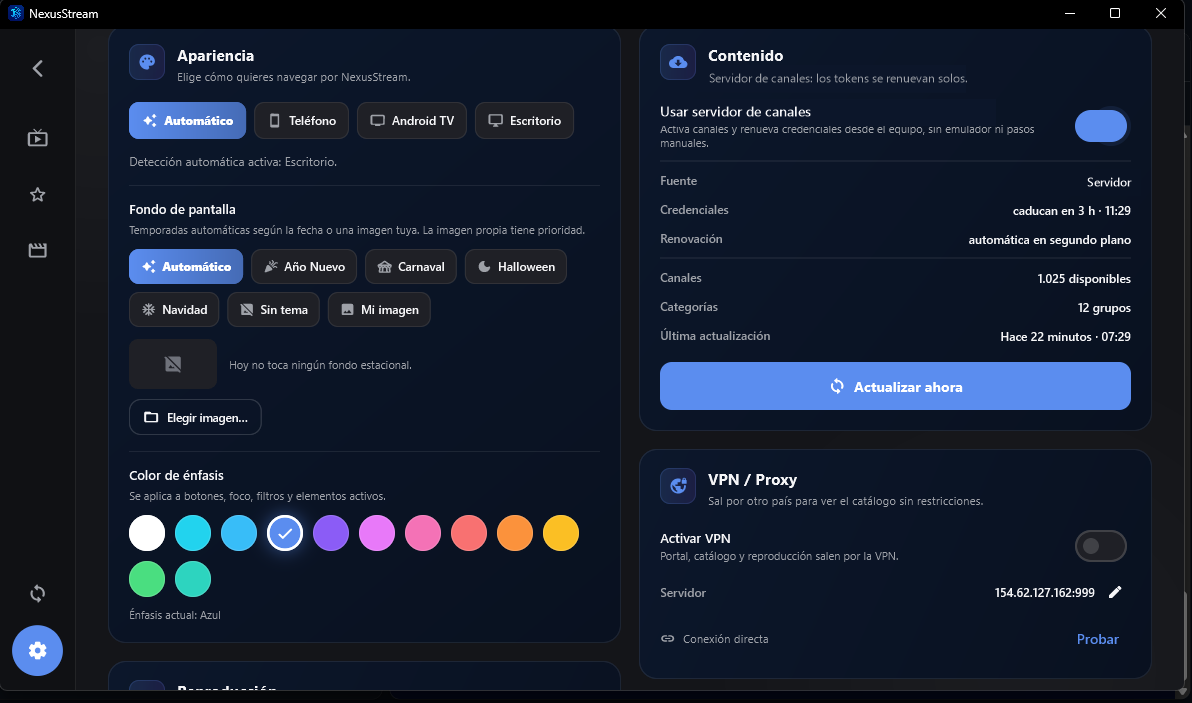 NexusStream
Apariencia
Elige cómo quieres navegar por NexusStream.
Automático
Teléfono
Android TV
Escritorio
Detección automática activa: Escritorio.
Fondo de pantalla
Temporadas automáticas según la fecha o una imagen tuya. La imagen propia tiene prioridad.
Automático
Año Nuevo
Carnaval
Halloween
Navidad
Sin tema
Mi imagen
Hoy no toca ningún fondo estacional.
Elegir imagen...
Color de énfasis
Se aplica a botones, foco, filtros y elementos activos.
Énfasis actual: Azul
Reproducción
Contenido
Servidor de canales: los tokens se renuevan solos.
Usar servidor de canales
Activa canales y renueva credenciales desde el equipo, sin emulador ni pasos
manuales.
Fuente
Servidor
Credenciales
caducan en 3 h · 11:29
Renovación
automática en segundo plano
Canales
1.025 disponibles
Categorías
12 grupos
Última actualización
Hace 22 minutos · 07:29
Actualizar ahora
VPN / Proxy
Sal por otro país para ver el catálogo sin restricciones.
Activar VPN
Portal, catálogo y reproducción salen por la VPN.
Servidor
154.62.127.162:999
Conexión directa
Probar